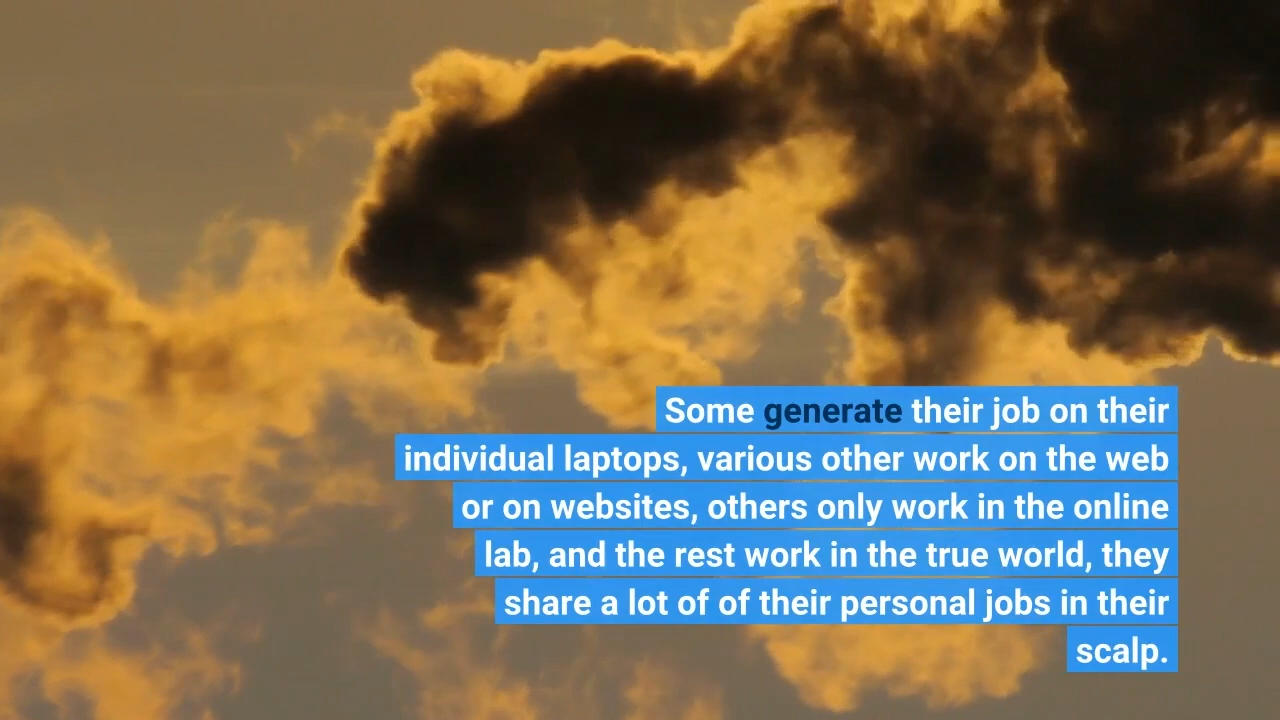 Some generate their job on their
individual laptops, various other work on the web
or on websites, others only work in the online
lab, and the rest work in the true world, they
share a lot of of their personal jobs in their
scalp.